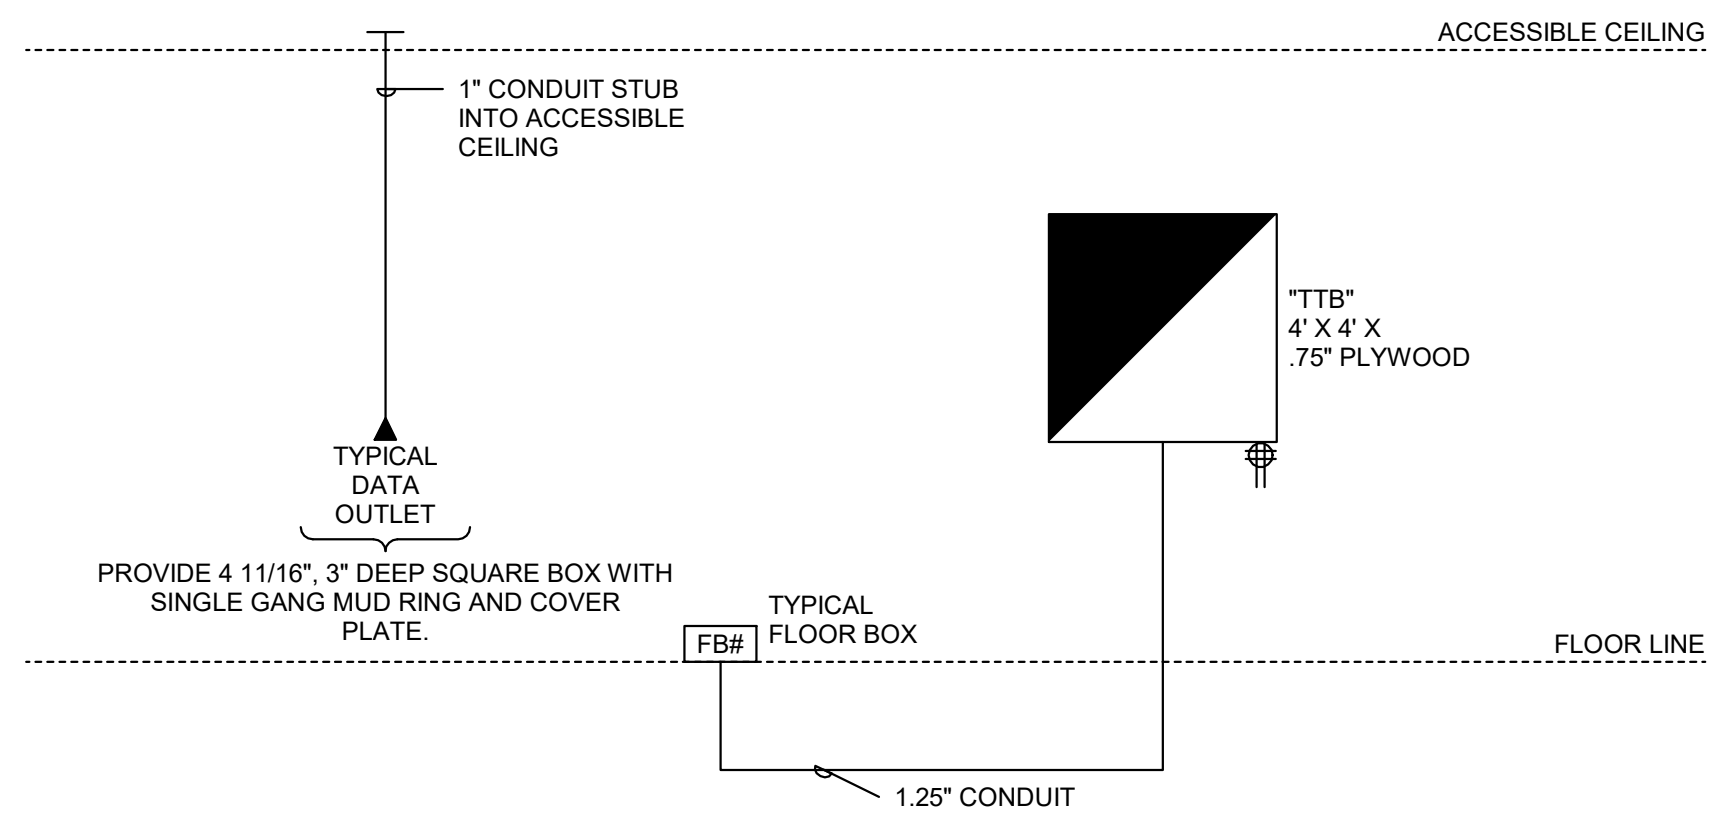 ACCESSIBLE CEILING
1" CONDUIT STUB
INTO ACCESSIBLE
CEILING
"TTB"
4' X 4' X
.75" PLYWOOD
TYPICAL
DATA
OUTLET
PROVIDE 4 11/16", 3" DEEP SQUARE BOX WITH
SINGLE GANG MUD RING AND COVER
PLATE.
TYPICAL
FLOOR BOX
FB#
FLOOR LINE
1.25" CONDUIT